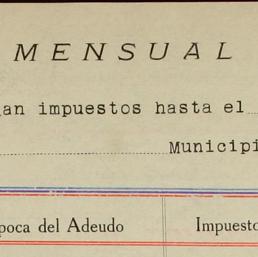 MENSUAL
an impuestos hasta el
Municipi
poca del Adeudo Impuesto